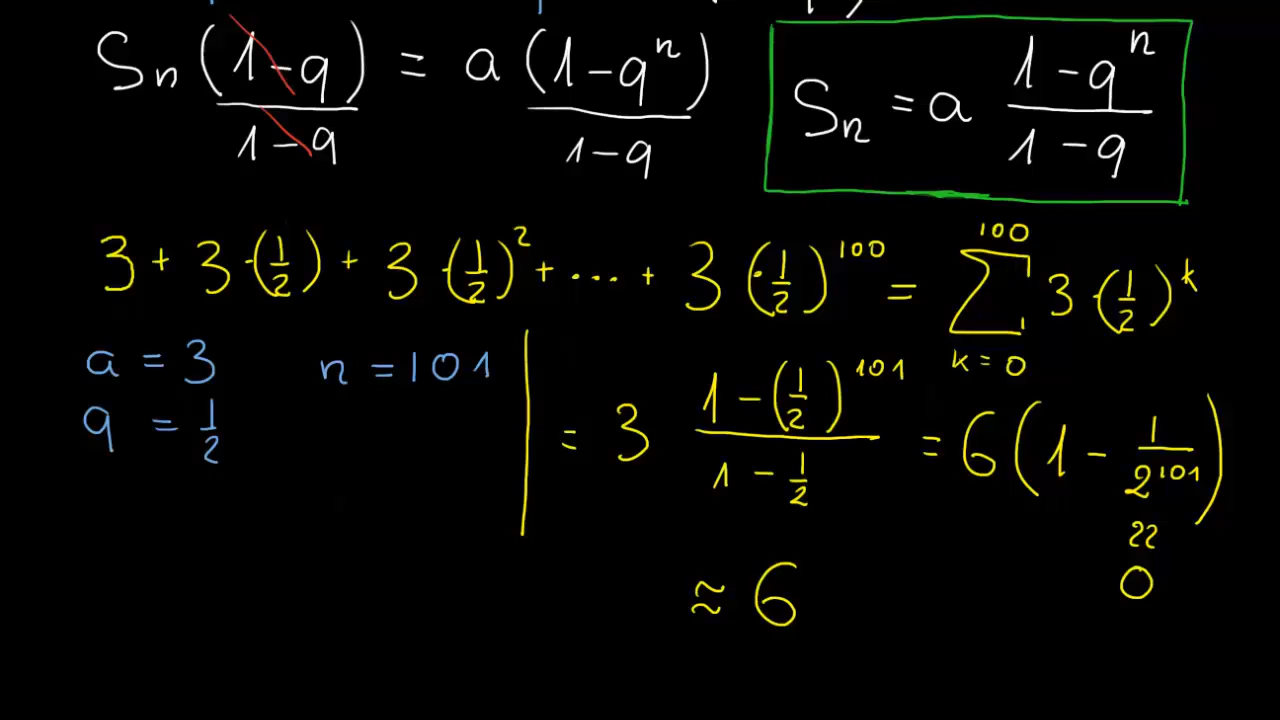 Sn (1-q) / 1-q = a (1-q^n) / 1-q
Sn = a 1-q^n / 1-q
3 + 3·(1/2) + 3·(1/2)^2 + ... + 3(·1/2)^100 = ∑ k=0 100 3·(1/2)^k
a = 3 n = 101
q = 1/2
= 3 1-(1/2)^101 / 1-1/2 = 6(1 - 1/2^101)
≈ 0
≈ 6